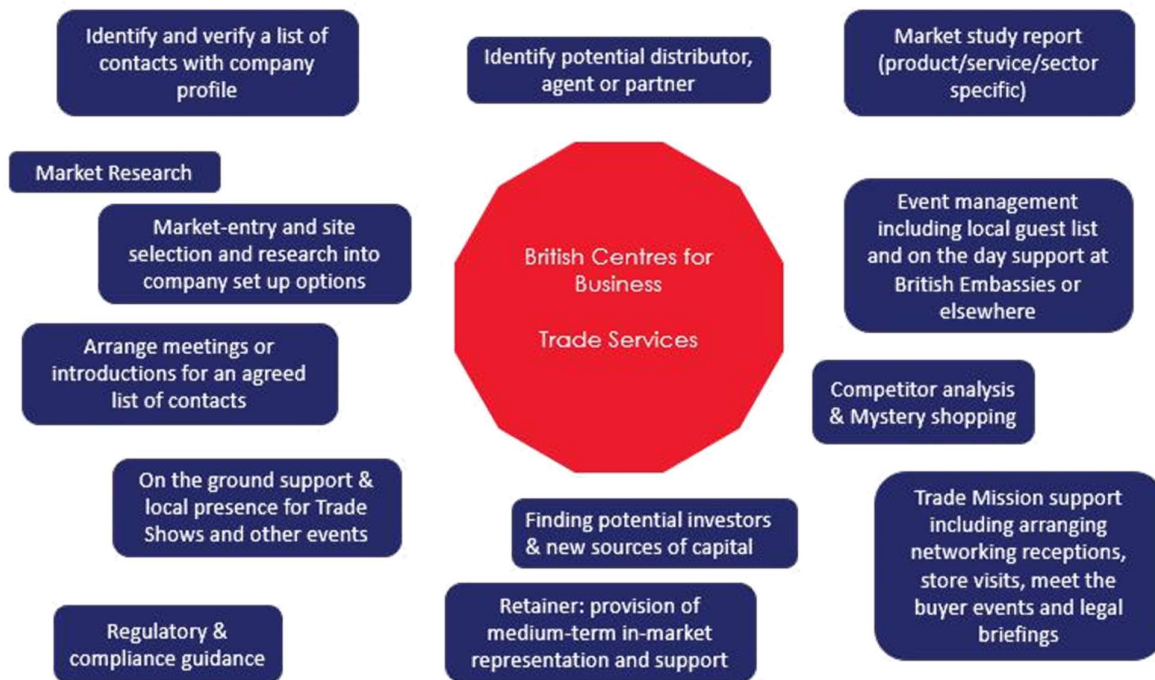 Identify and verify a list of
contacts with company
profile
Identify potential distributor,
agent or partner
Market study report
(product/service/sector
specific)
Market Research
Market-entry and site
selection and research into
company set up options
British Centres for
Business
Trade Services
Event management
including local guest list
and on the day support at
British Embassies or
elsewhere
Arrange meetings or
introductions for an agreed
list of contacts
Competitor analysis
& Mystery shopping
On the ground support &
local presence for Trade
Shows and other events
Finding potential investors
& new sources of capital
Trade Mission support
including arranging
networking receptions,
store visits, meet the
buyer events and legal
briefings
Regulatory &
compliance guidance
Retainer: provision of
medium-term in-market
representation and support